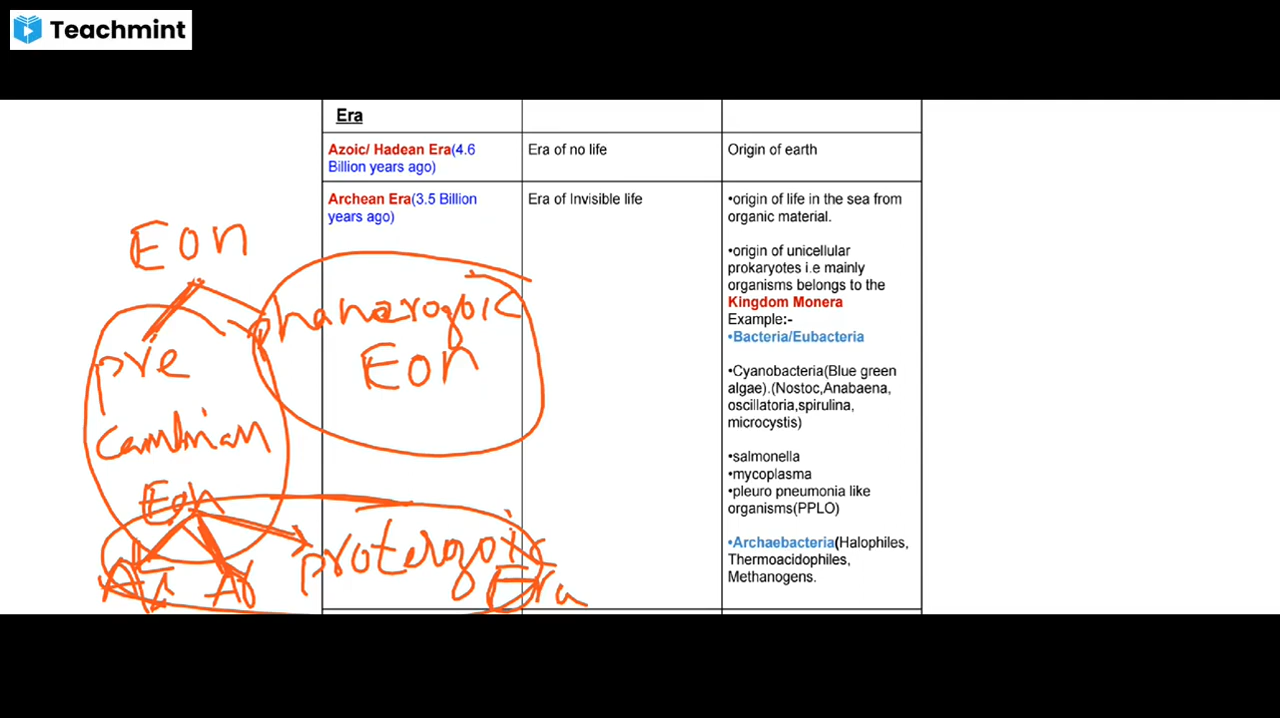 Teachmint
Era
Azoic/ Hadean Era(4.6
Billion years ago)
Era of no life
Origin of earth
Archean Era(3.5 Billion
years ago)
Era of Invisible life
•origin of life in the sea from
organic material.
•origin of unicellular
prokaryotes i.e mainly
organisms belongs to the
Kingdom Monera
Example:-
•Bacteria/Eubacteria
•Cyanobacteria(Blue green
algae).(Nostoc,Anabaena,
oscillatoria,spirulina,
microcystis)
•salmonella
•mycoplasma
•pleuro pneumonia like
organisms(PPLO)
•Archaebacteria(Halophiles,
Thermoacidophiles,
Methanogens.
Eon
phanerozoic
Eon
pre
cambrian
Eon
proterozoic
Era